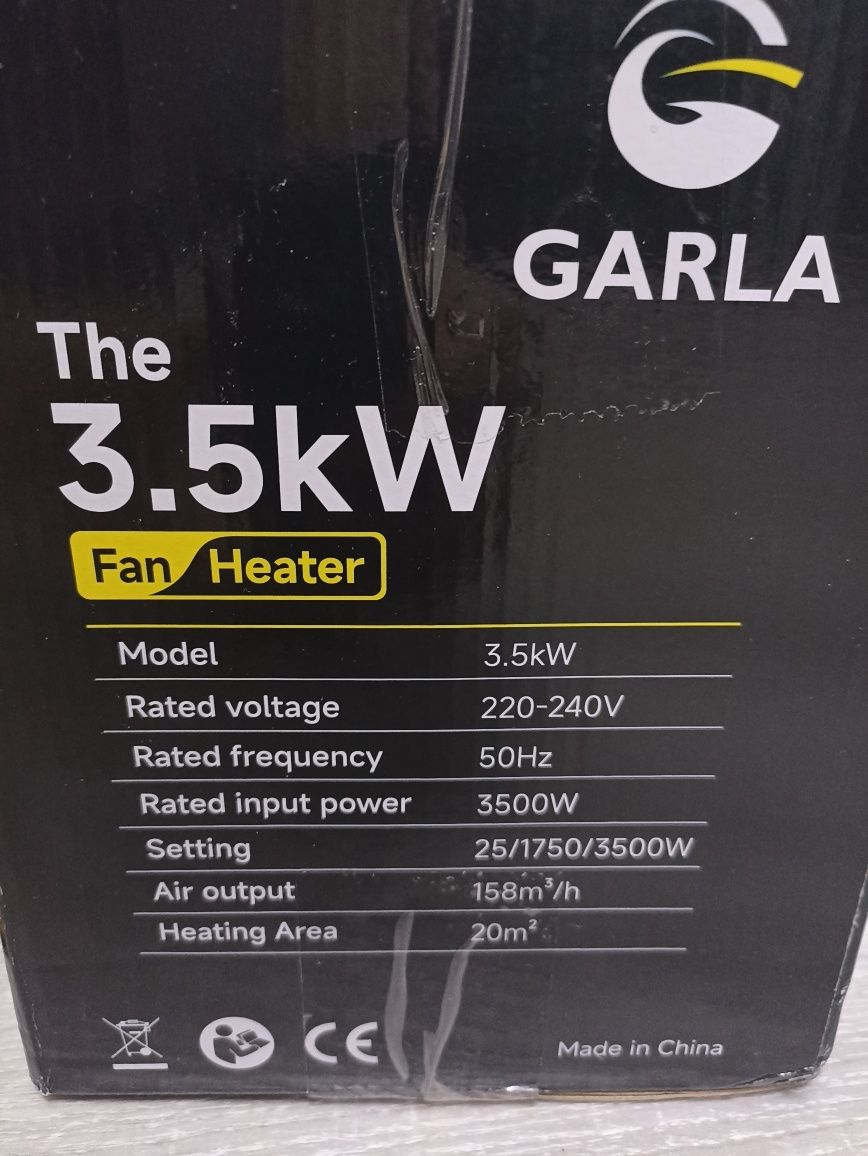 GARLA
The
3.5kW
Fan Heater
Model 3.5kW
Rated voltage 220-240V
Rated frequency 50Hz
Rated input power 3500W
Setting 25/1750/3500W
Air output 158m³/h
Heating Area 20m²
CE Made in China